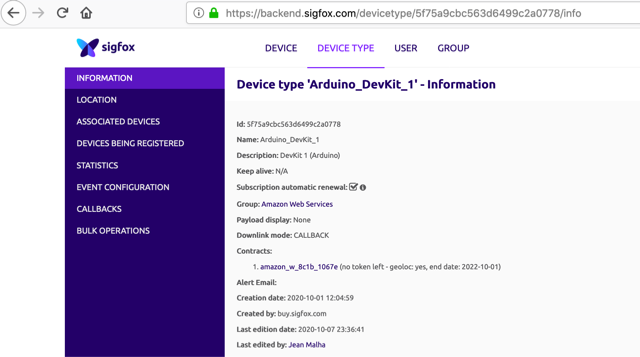 https://backend.sigfox.com/devicetype/5f75a9cbc563d6499c2a0778/info
sigfox
DEVICE DEVICE TYPE USER GROUP
INFORMATION
LOCATION
ASSOCIATED DEVICES
DEVICES BEING REGISTERED
STATISTICS
EVENT CONFIGURATION
CALLBACKS
BULK OPERATIONS
Device type 'Arduino_DevKit_1' - Information
Id: 5f75a9cbc563d6499c2a0778
Name: Arduino_DevKit_1
Description: DevKit 1 (Arduino)
Keep alive: N/A
Subscription automatic renewal:
Group: Amazon Web Services
Payload display: None
Downlink mode: CALLBACK
Contracts:
1. amazon_w_8c1b_1067e (no token left - geoloc: yes, end date: 2022-10-01)
Alert Email:
Creation date: 2020-10-01 12:04:59
Created by: buy.sigfox.com
Last edition date: 2020-10-07 23:36:41
Last edited by: Jean Malha